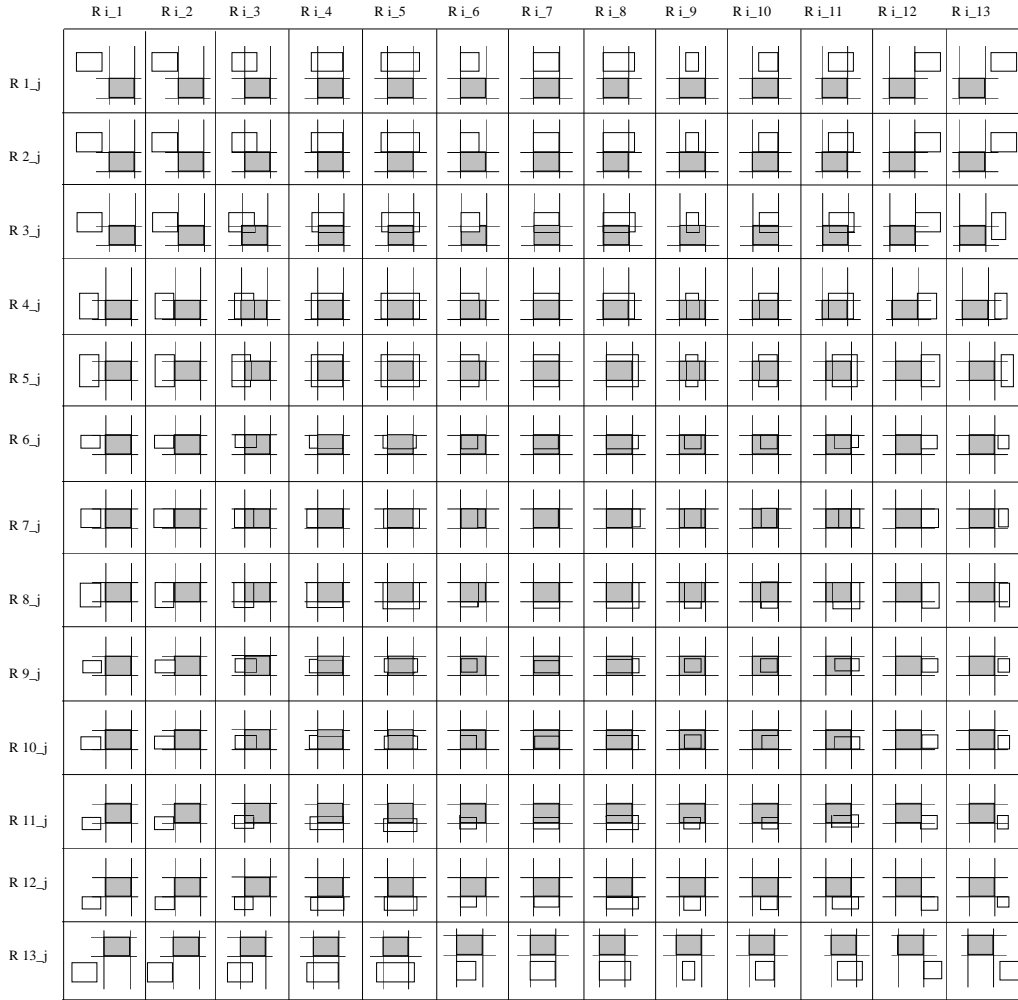 R i_1 R i_2 R i_3 R i_4 R i_5 R i_6 R i_7 R i_8 R i_9 R i_10 R i_11 R i_12 R i_13
R 1_j
R 2_j
R 3_j
R 4_j
R 5_j
R 6_j
R 7_j
R 8_j
R 9_j
R 10_j
R 11_j
R 12_j
R 13_j